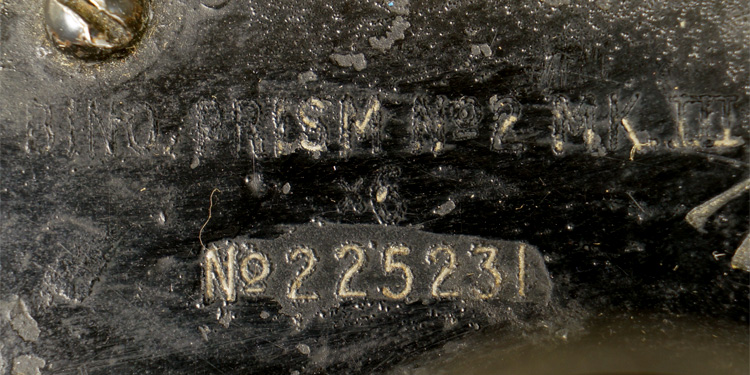 BINO. PRISM No 2 MK. III
No 225231